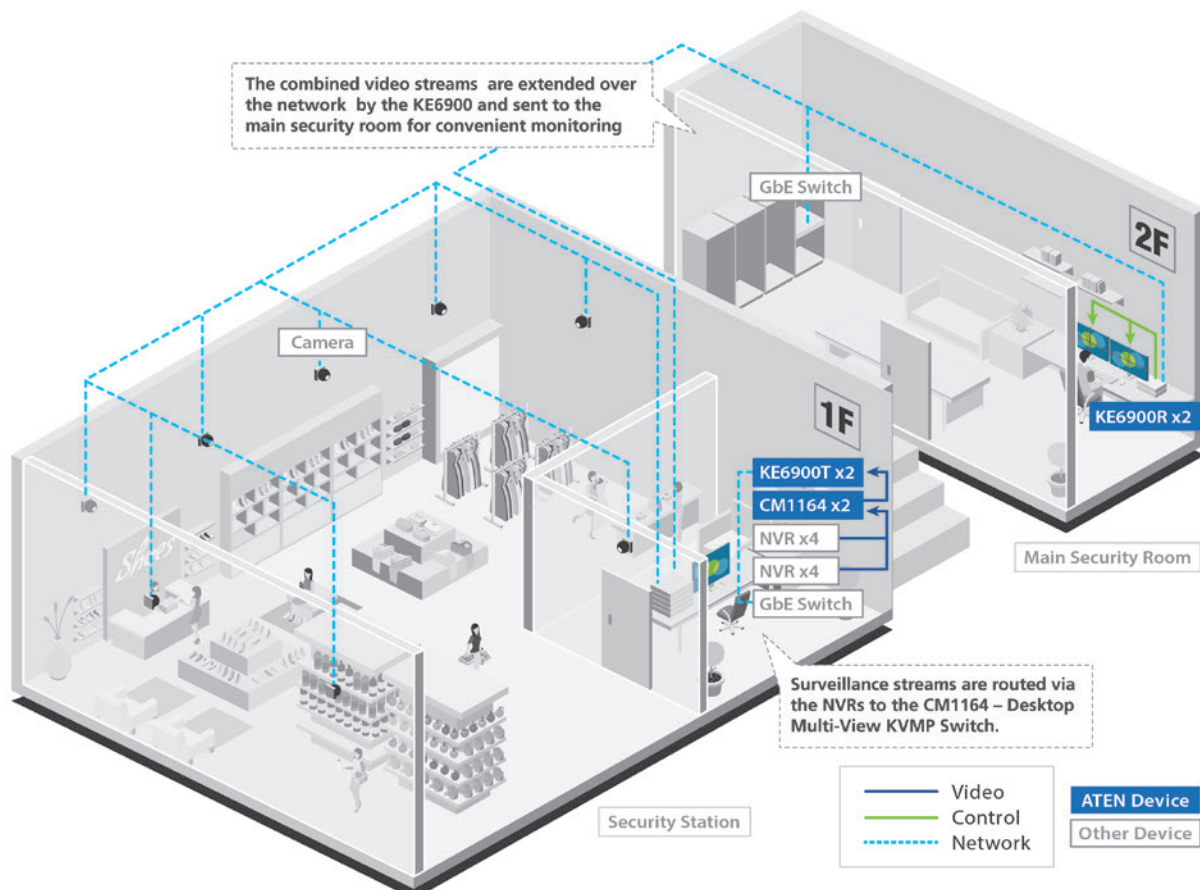 The combined video streams are extended over
the network by the KE6900 and sent to the
main security room for convenient monitoring
GbE Switch
2F
Camera
1F
KE6900R x2
KE6900T x2
CM1164 x2
NVR x4
NVR x4
GbE Switch
Main Security Room
Shoes
Surveillance streams are routed via
the NVRs to the CM1164 – Desktop
Multi-View KVMP Switch.
Security Station
Video
Control
Network
ATEN Device
Other Device